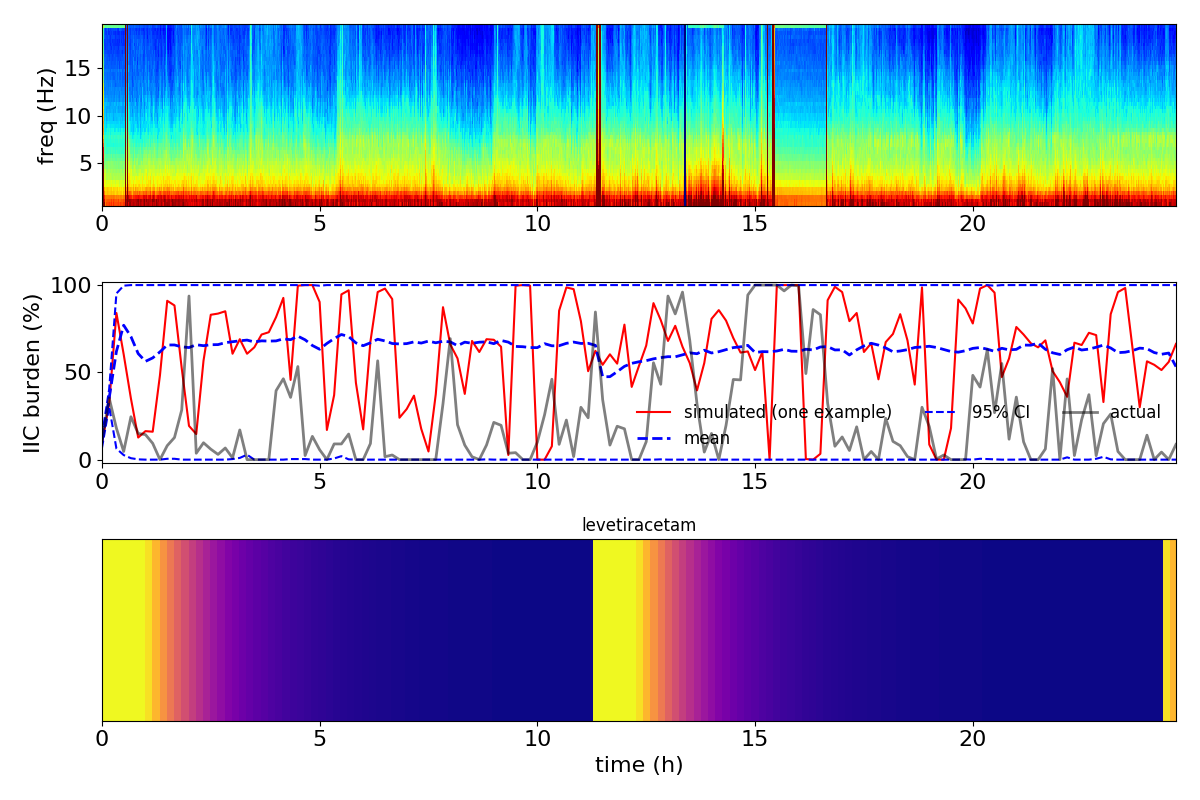 freq (Hz)
15
10
5
0 5 10 15 20
IIC burden (%)
100
50
0
simulated (one example)
mean
95% CI
actual
0 5 10 15 20
levetiracetam
0 5 10 15 20
time (h)